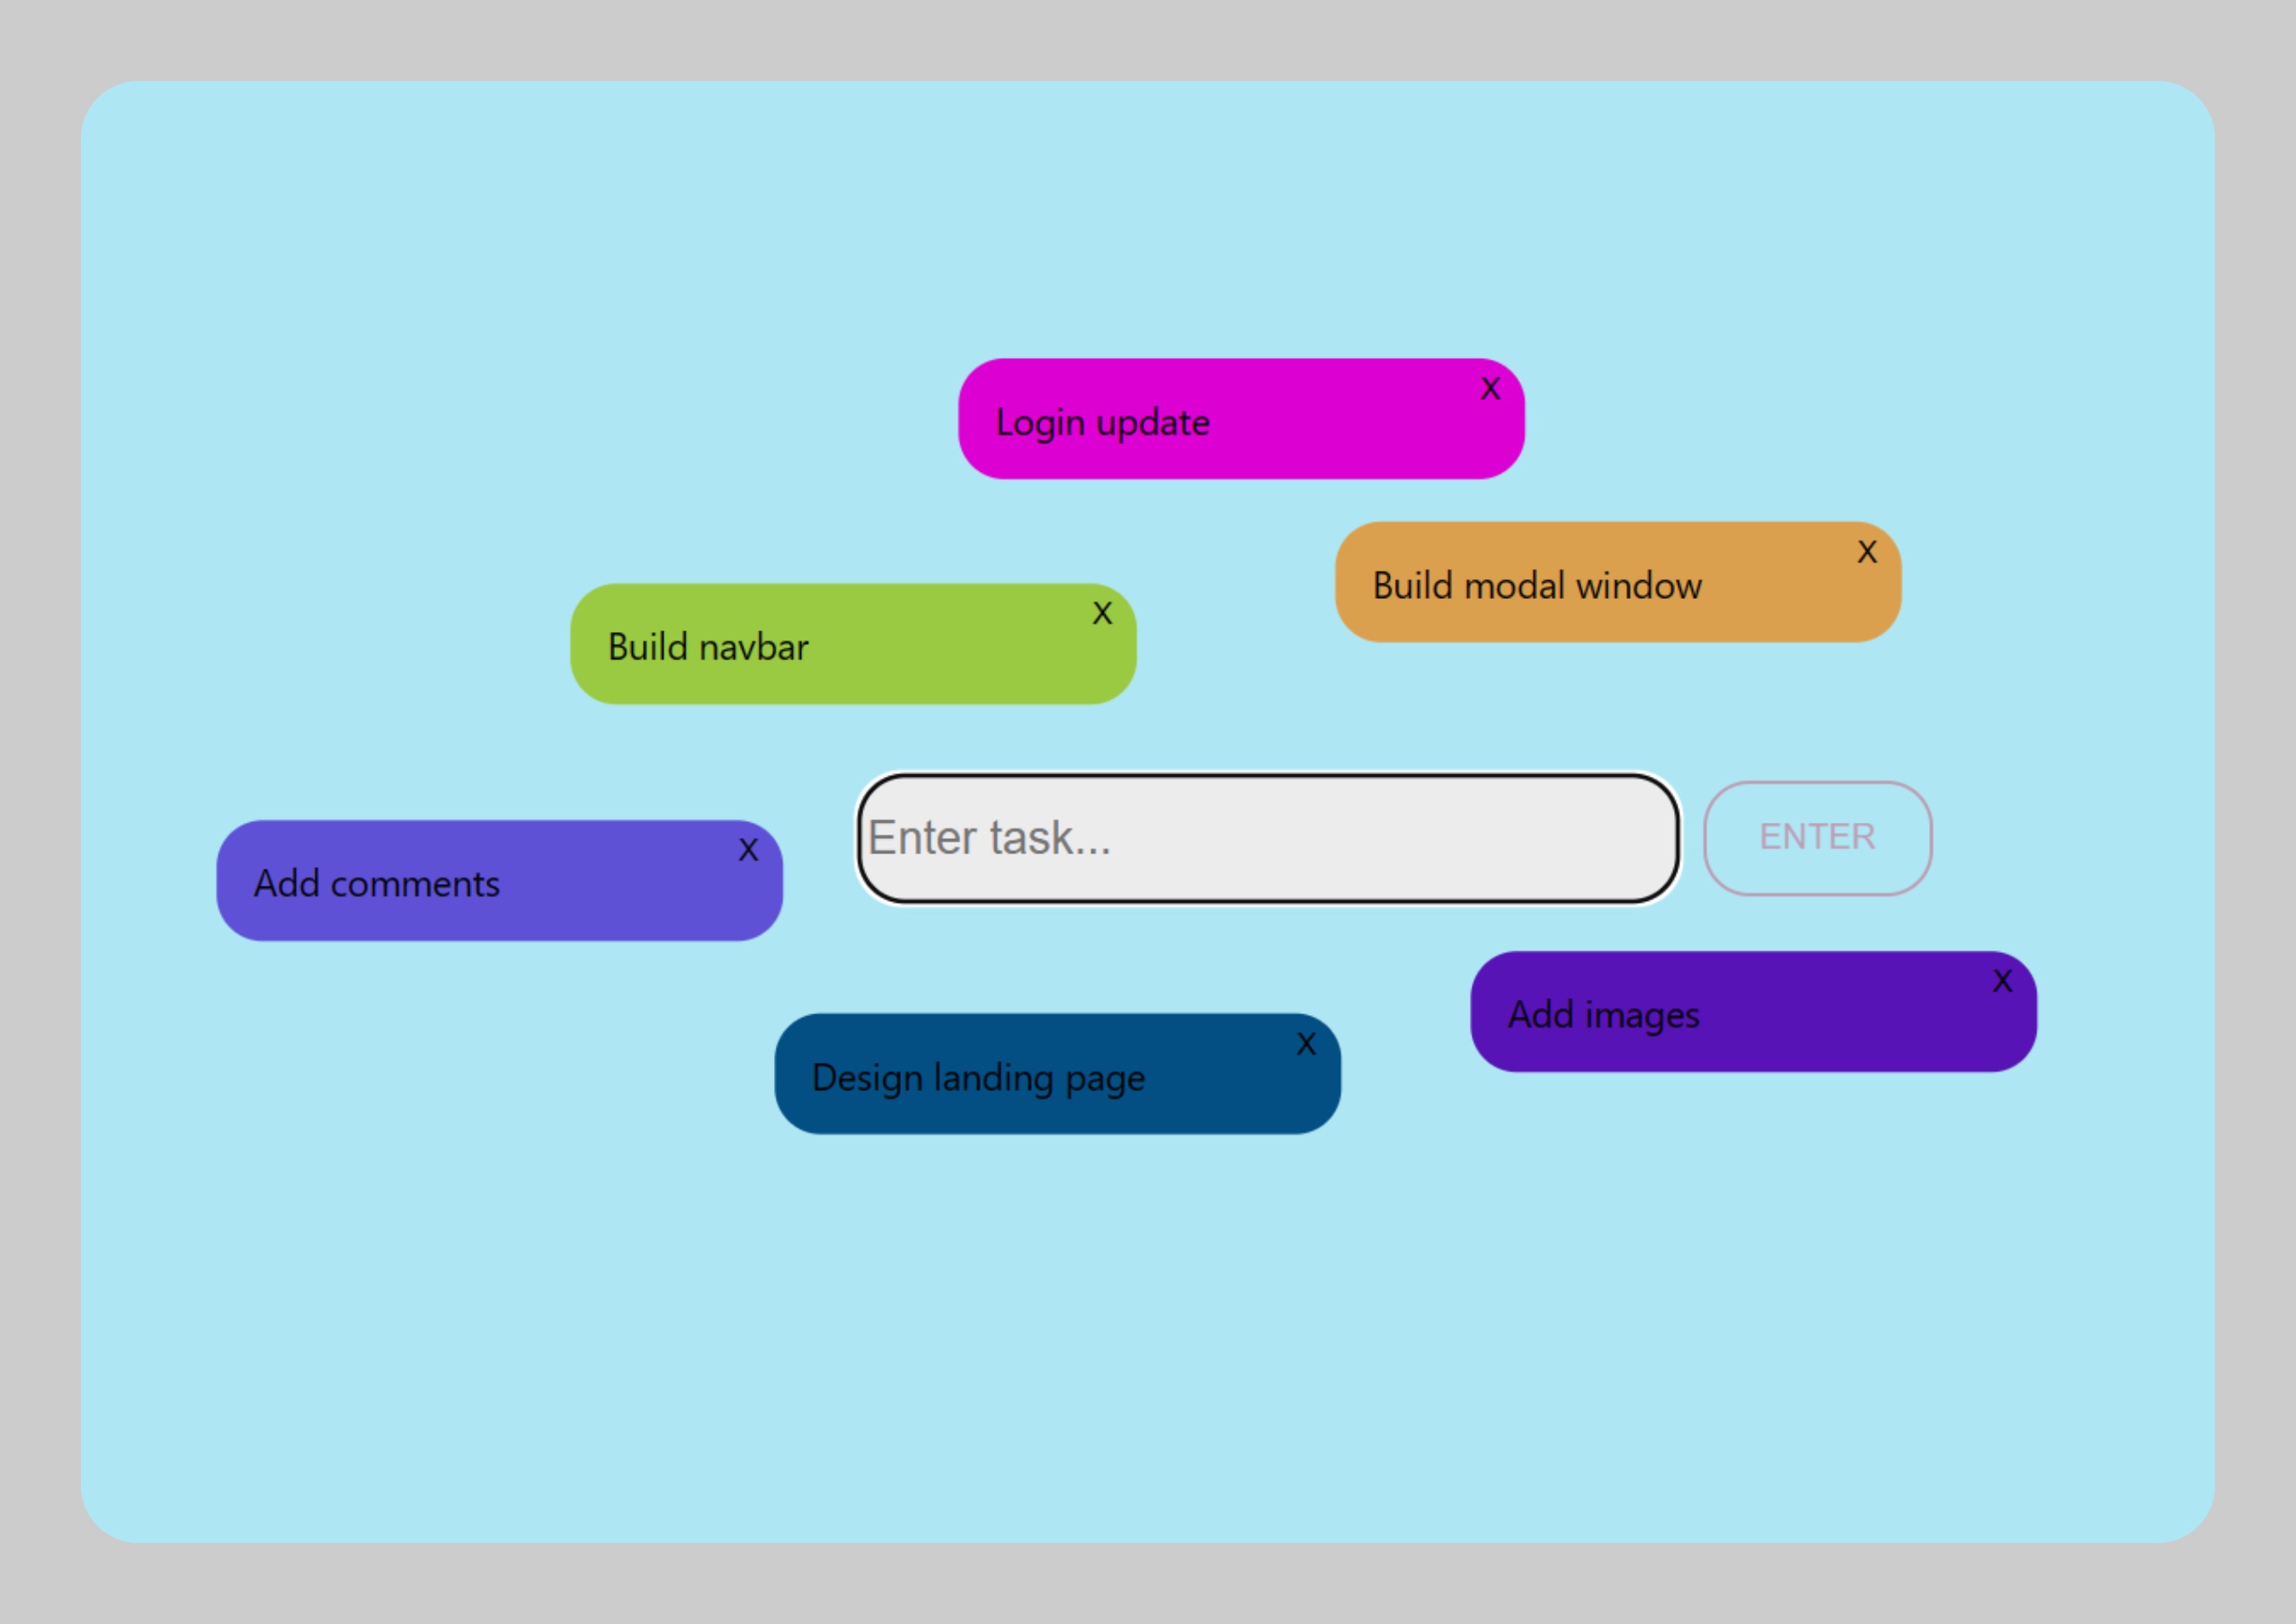 X
Login update
X
Build modal window
X
Build navbar
Enter task...
ENTER
X
Add comments
X
Add images
X
Design landing page